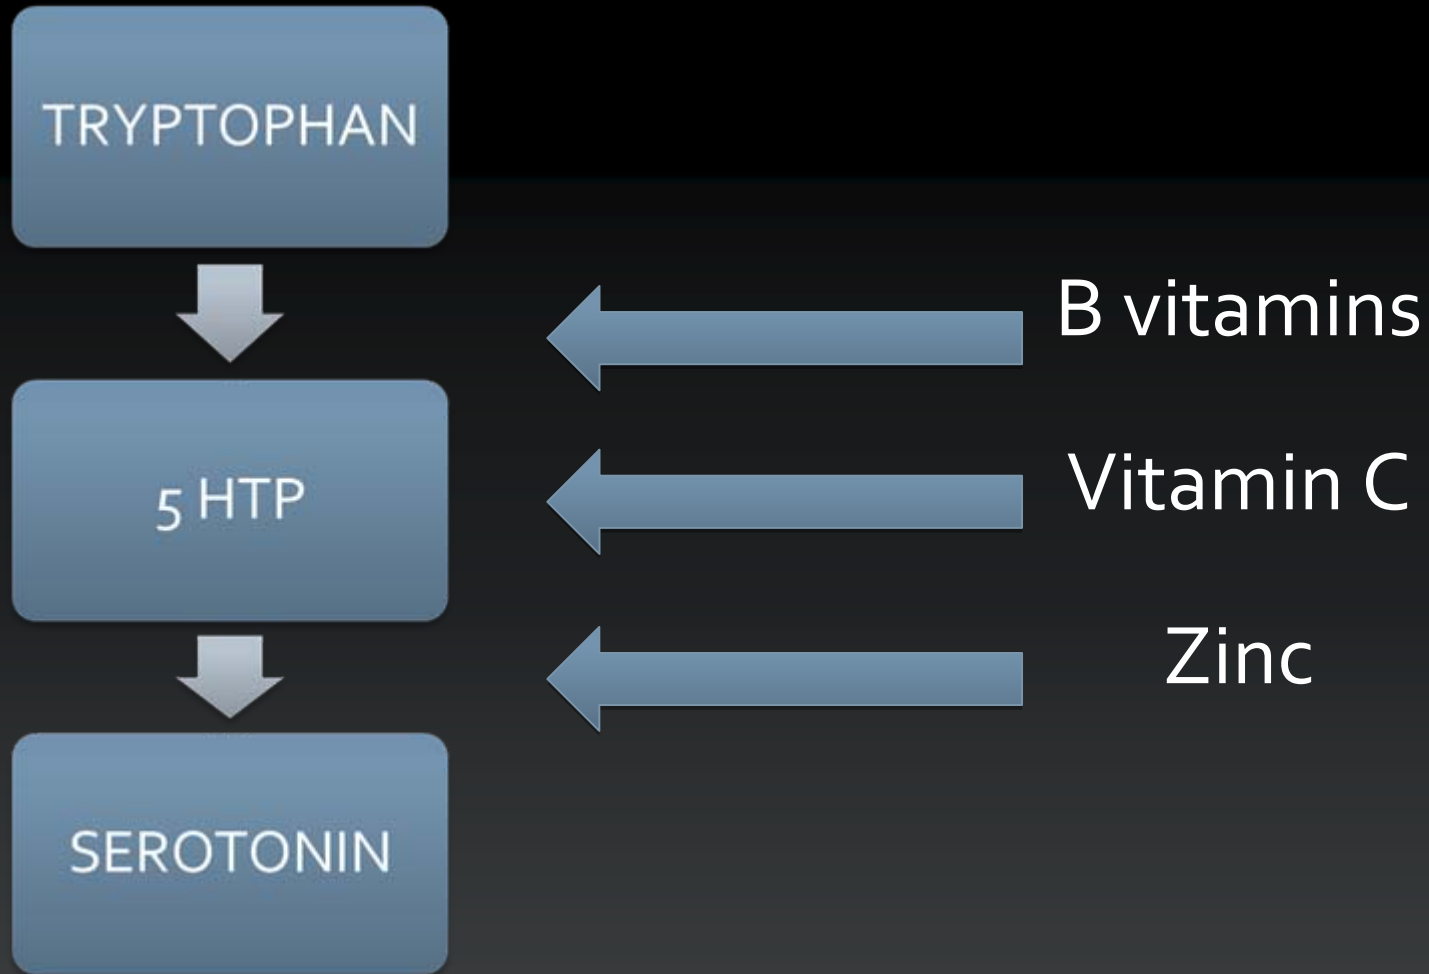 TRYPTOPHAN
B vitamins
Vitamin C
5 HTP
Zinc
SEROTONIN